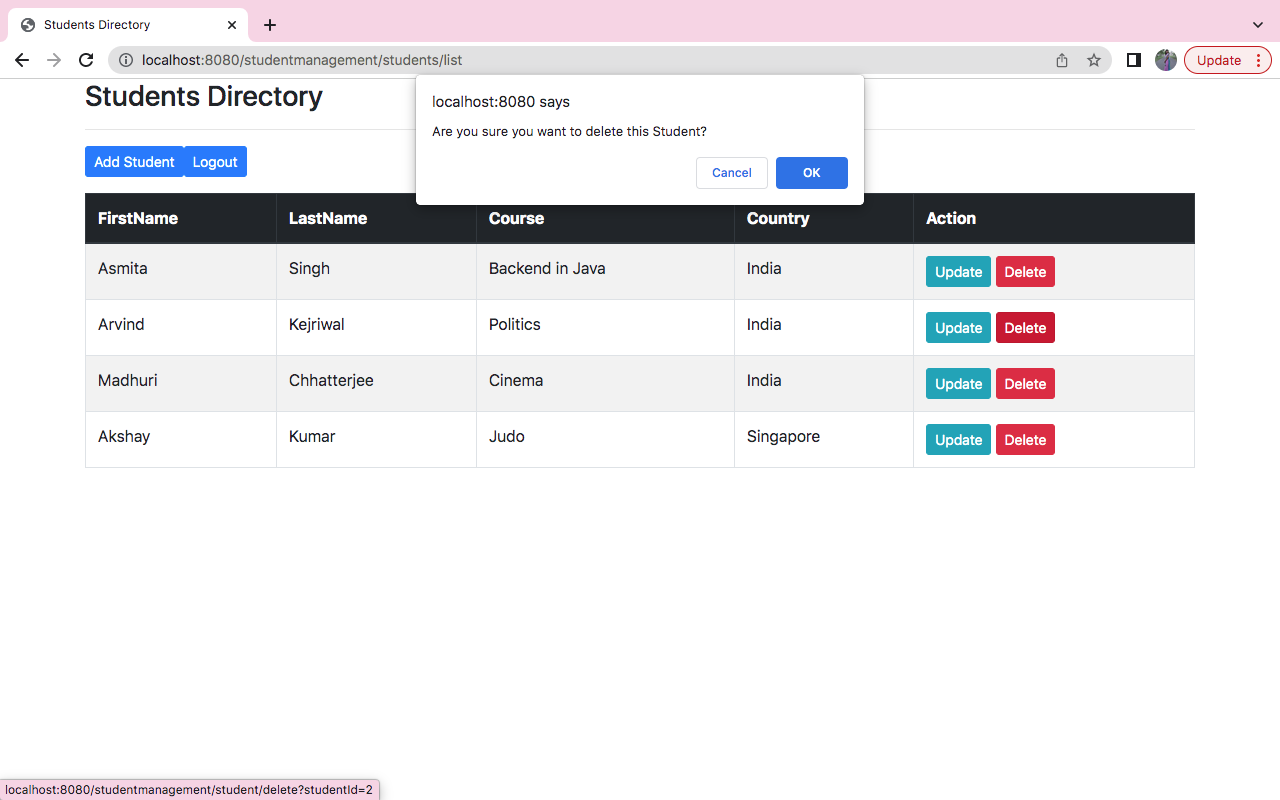 Students Directory
localhost:8080/studentmanagement/students/list
Update
Students Directory
localhost:8080 says
Are you sure you want to delete this Student?
Cancel OK
Add Student Logout
FirstName LastName Course Country Action
Asmita Singh Backend in Java India Update Delete
Arvind Kejriwal Politics India Update Delete
Madhuri Chhatterjee Cinema India Update Delete
Akshay Kumar Judo Singapore Update Delete
localhost:8080/studentmanagement/student/delete?studentId=2